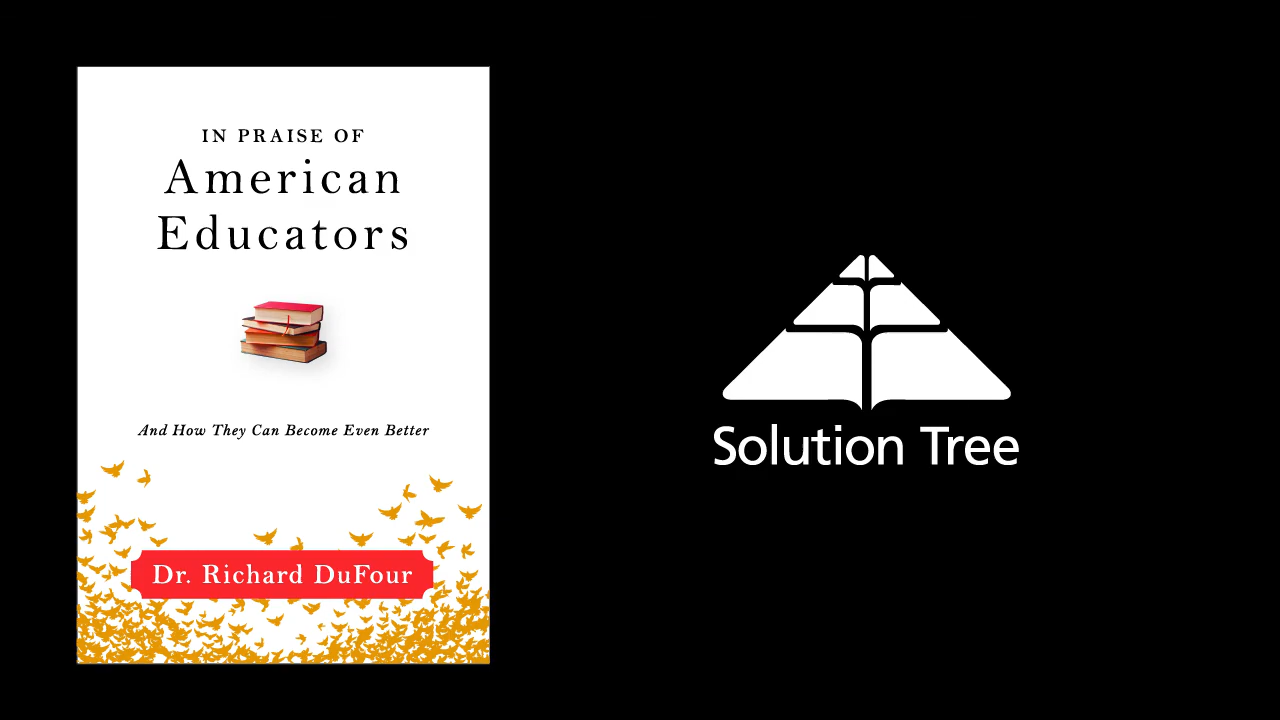 IN PRAISE OF
American
Educators
And How They Can Become Even Better
Dr. Richard DuFour
Solution Tree